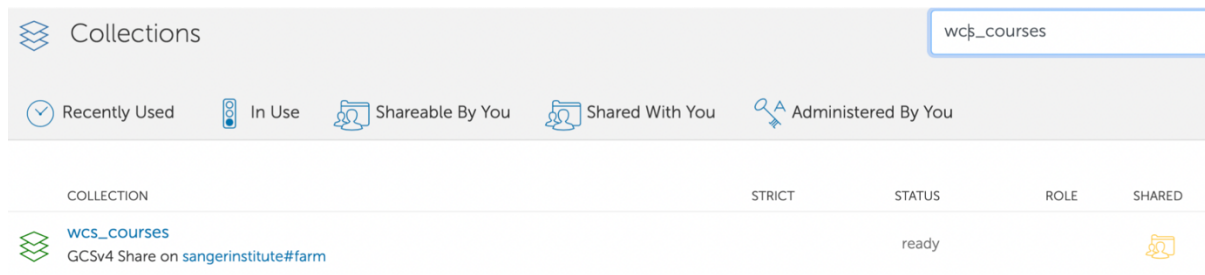 Collections
wcs_courses
Recently Used In Use Shareable By You Shared With You Administered By You
COLLECTION STRICT STATUS ROLE SHARED
wcs_courses
GCSv4 Share on sangerinstitute#farm
ready